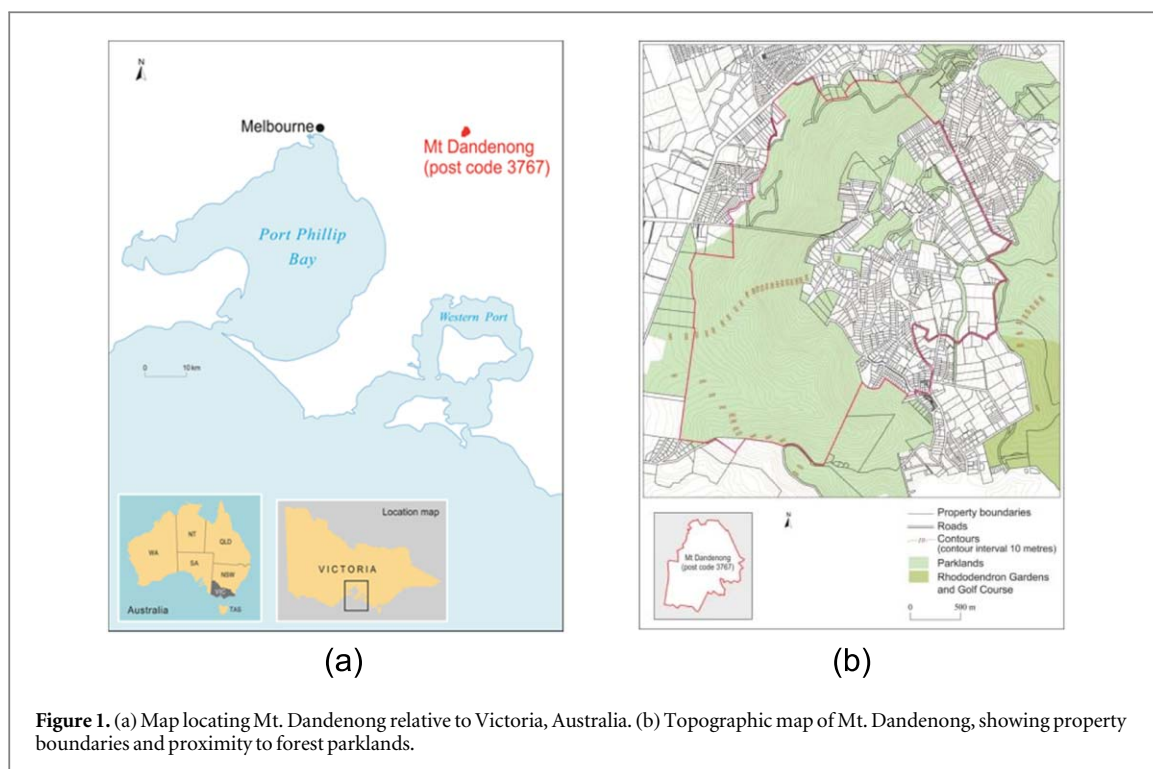 N
Melbourne
Mt Dandenong
(post code 3767)
Port Phillip
Bay
Western Port
0 10 km
WA
NT
QLD
SA
NSW
VIC
TAS
Australia
Location map
VICTORIA
(a)
N
Mt Dandenong
(post code 3767)
Property boundaries
Roads
Contours
(contour interval 10 metres)
Parklands
Rhododendron Gardens
and Golf Course
0 500 m
(b)
Figure 1. (a) Map locating Mt. Dandenong relative to Victoria, Australia. (b) Topographic map of Mt. Dandenong, showing property
boundaries and proximity to forest parklands.